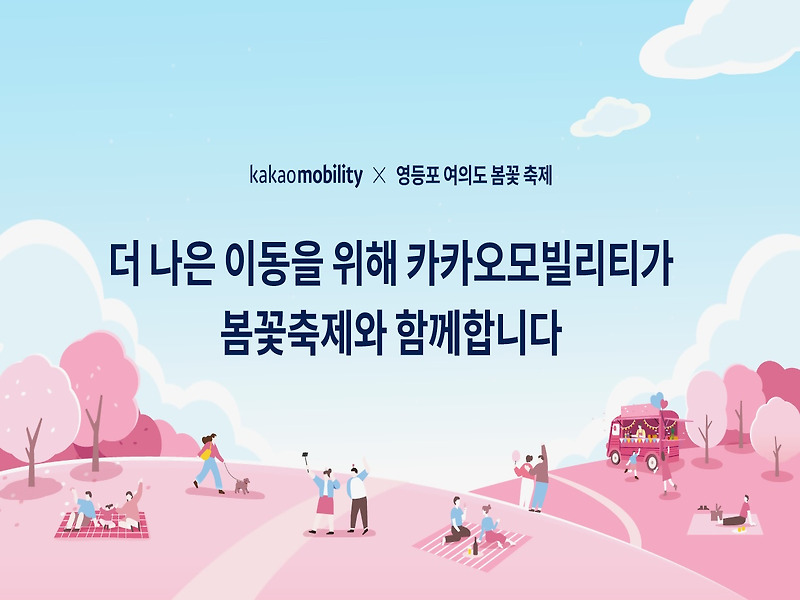 kakaomobility × 영등포 여의도 봄꽃 축제
더 나은 이동을 위해 카카오모빌리티가
봄꽃축제와 함께합니다